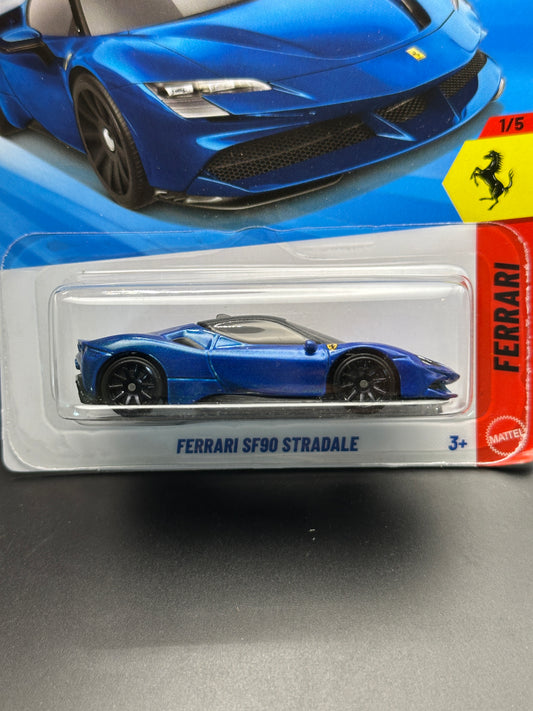 1/5
FERRARI
FERRARI SF90 STRADALE
3+
MATTEL